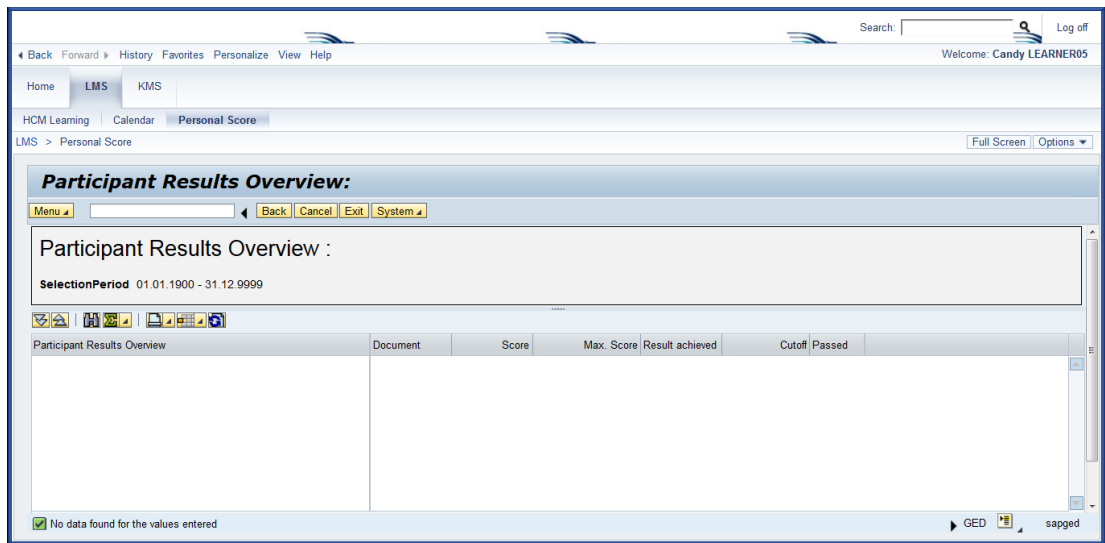 Search:
Log off
Back Forward History Favorites Personalize View Help
Welcome: Candy LEARNER05
Home LMS KMS
HCM Learning Calendar Personal Score
LMS > Personal Score
Full Screen Options
Participant Results Overview:
Menu Back Cancel Exit System
Participant Results Overview :
SelectionPeriod 01.01.1900 - 31.12.9999
Participant Results Overview Document Score Max. Score Result achieved Cutoff Passed
No data found for the values entered
GED sapged